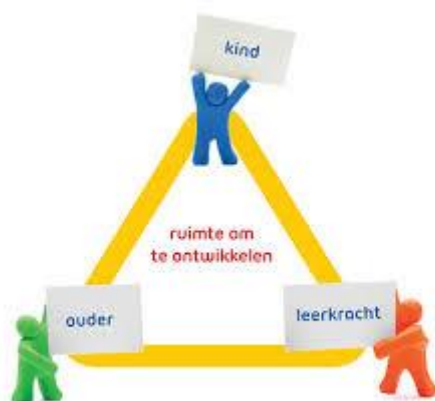 kind
ruimte om
te ontwikkelen
ouder
leerkracht